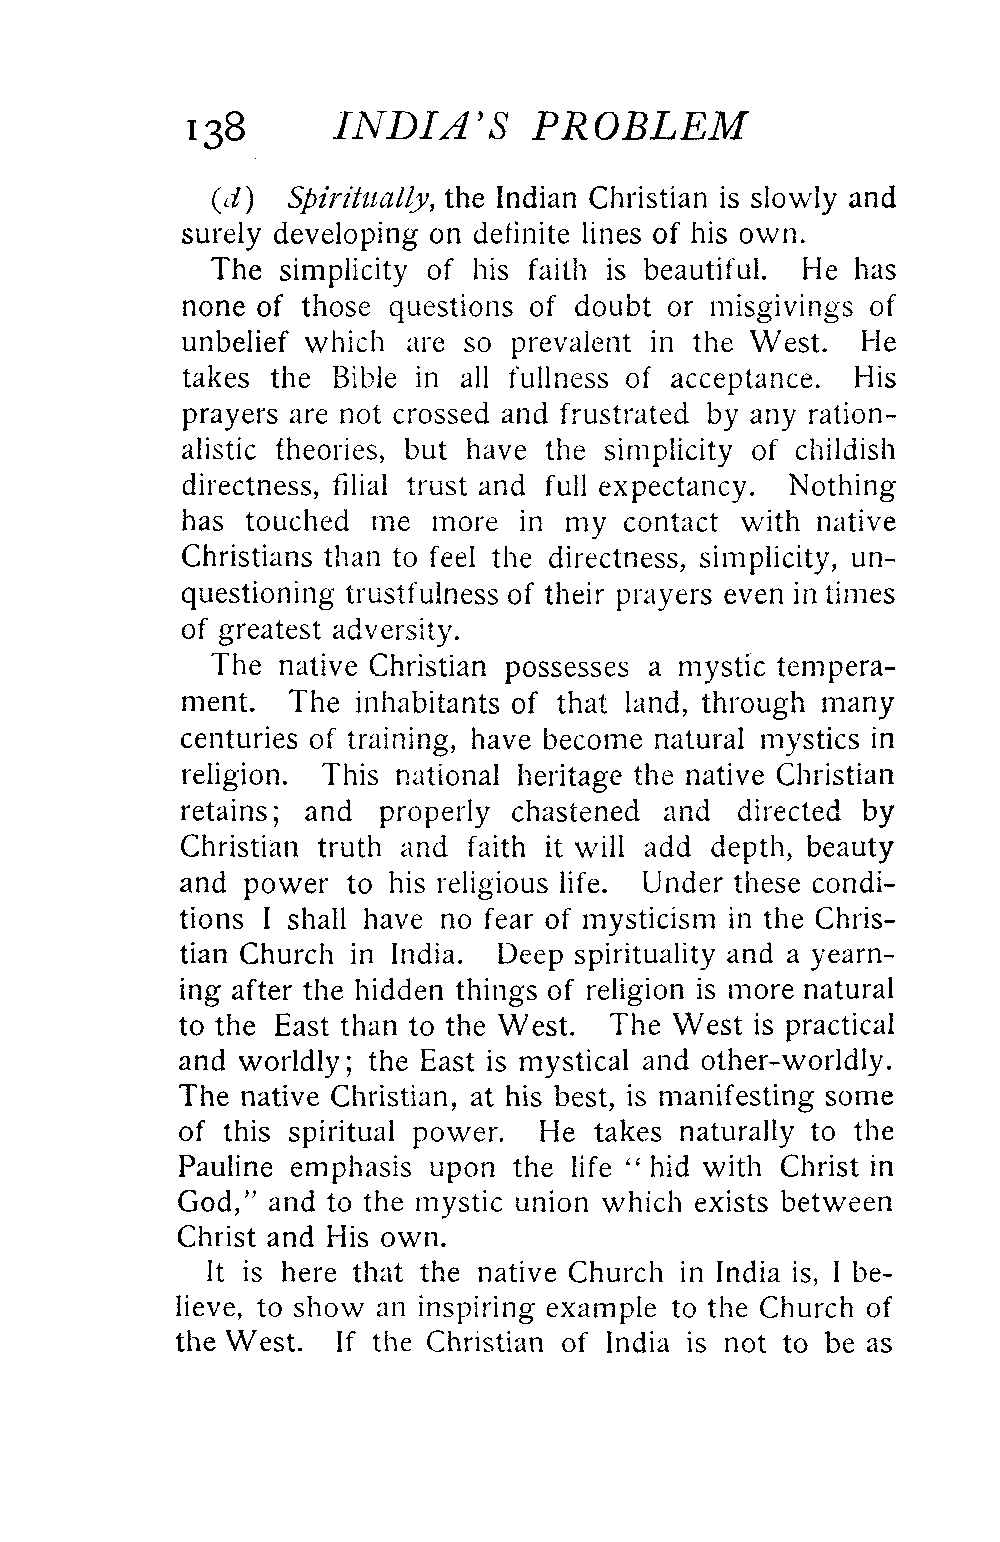 138 INDIA'S PROBLEM
(d) Spiritually, the Indian Christian is slowly and
surely developing on definite lines of his own.
The simplicity of his faith is beautiful. He has
none of those questions of doubt or misgivings of
unbelief which are so prevalent in the West. He
takes the Bible in all fullness of acceptance. His
prayers are not crossed and frustrated by any ration-
alistic theories, but have the simplicity of childish
directness, filial trust and full expectancy. Nothing
has touched me more in my contact with native
Christians than to feel the directness, simplicity, un-
questioning trustfulness of their prayers even in times
of greatest adversity.
The native Christian possesses a mystic tempera-
ment. The inhabitants of that land, through many
centuries of training, have become natural mystics in
religion. This national heritage the native Christian
retains; and properly chastened and directed by
Christian truth and faith it will add depth, beauty
and power to his religious life. Under these condi-
tions I shall have no fear of mysticism in the Chris-
tian Church in India. Deep spirituality and a yearn-
ing after the hidden things of religion is more natural
to the East than to the West. The West is practical
and worldly; the East is mystical and other-worldly.
The native Christian, at his best, is manifesting some
of this spiritual power. He takes naturally to the
Pauline emphasis upon the life "hid with Christ in
God," and to the mystic union which exists between
Christ and His own.
It is here that the native Church in India is, I be-
lieve, to show an inspiring example to the Church of
the West. If the Christian of India is not to be as